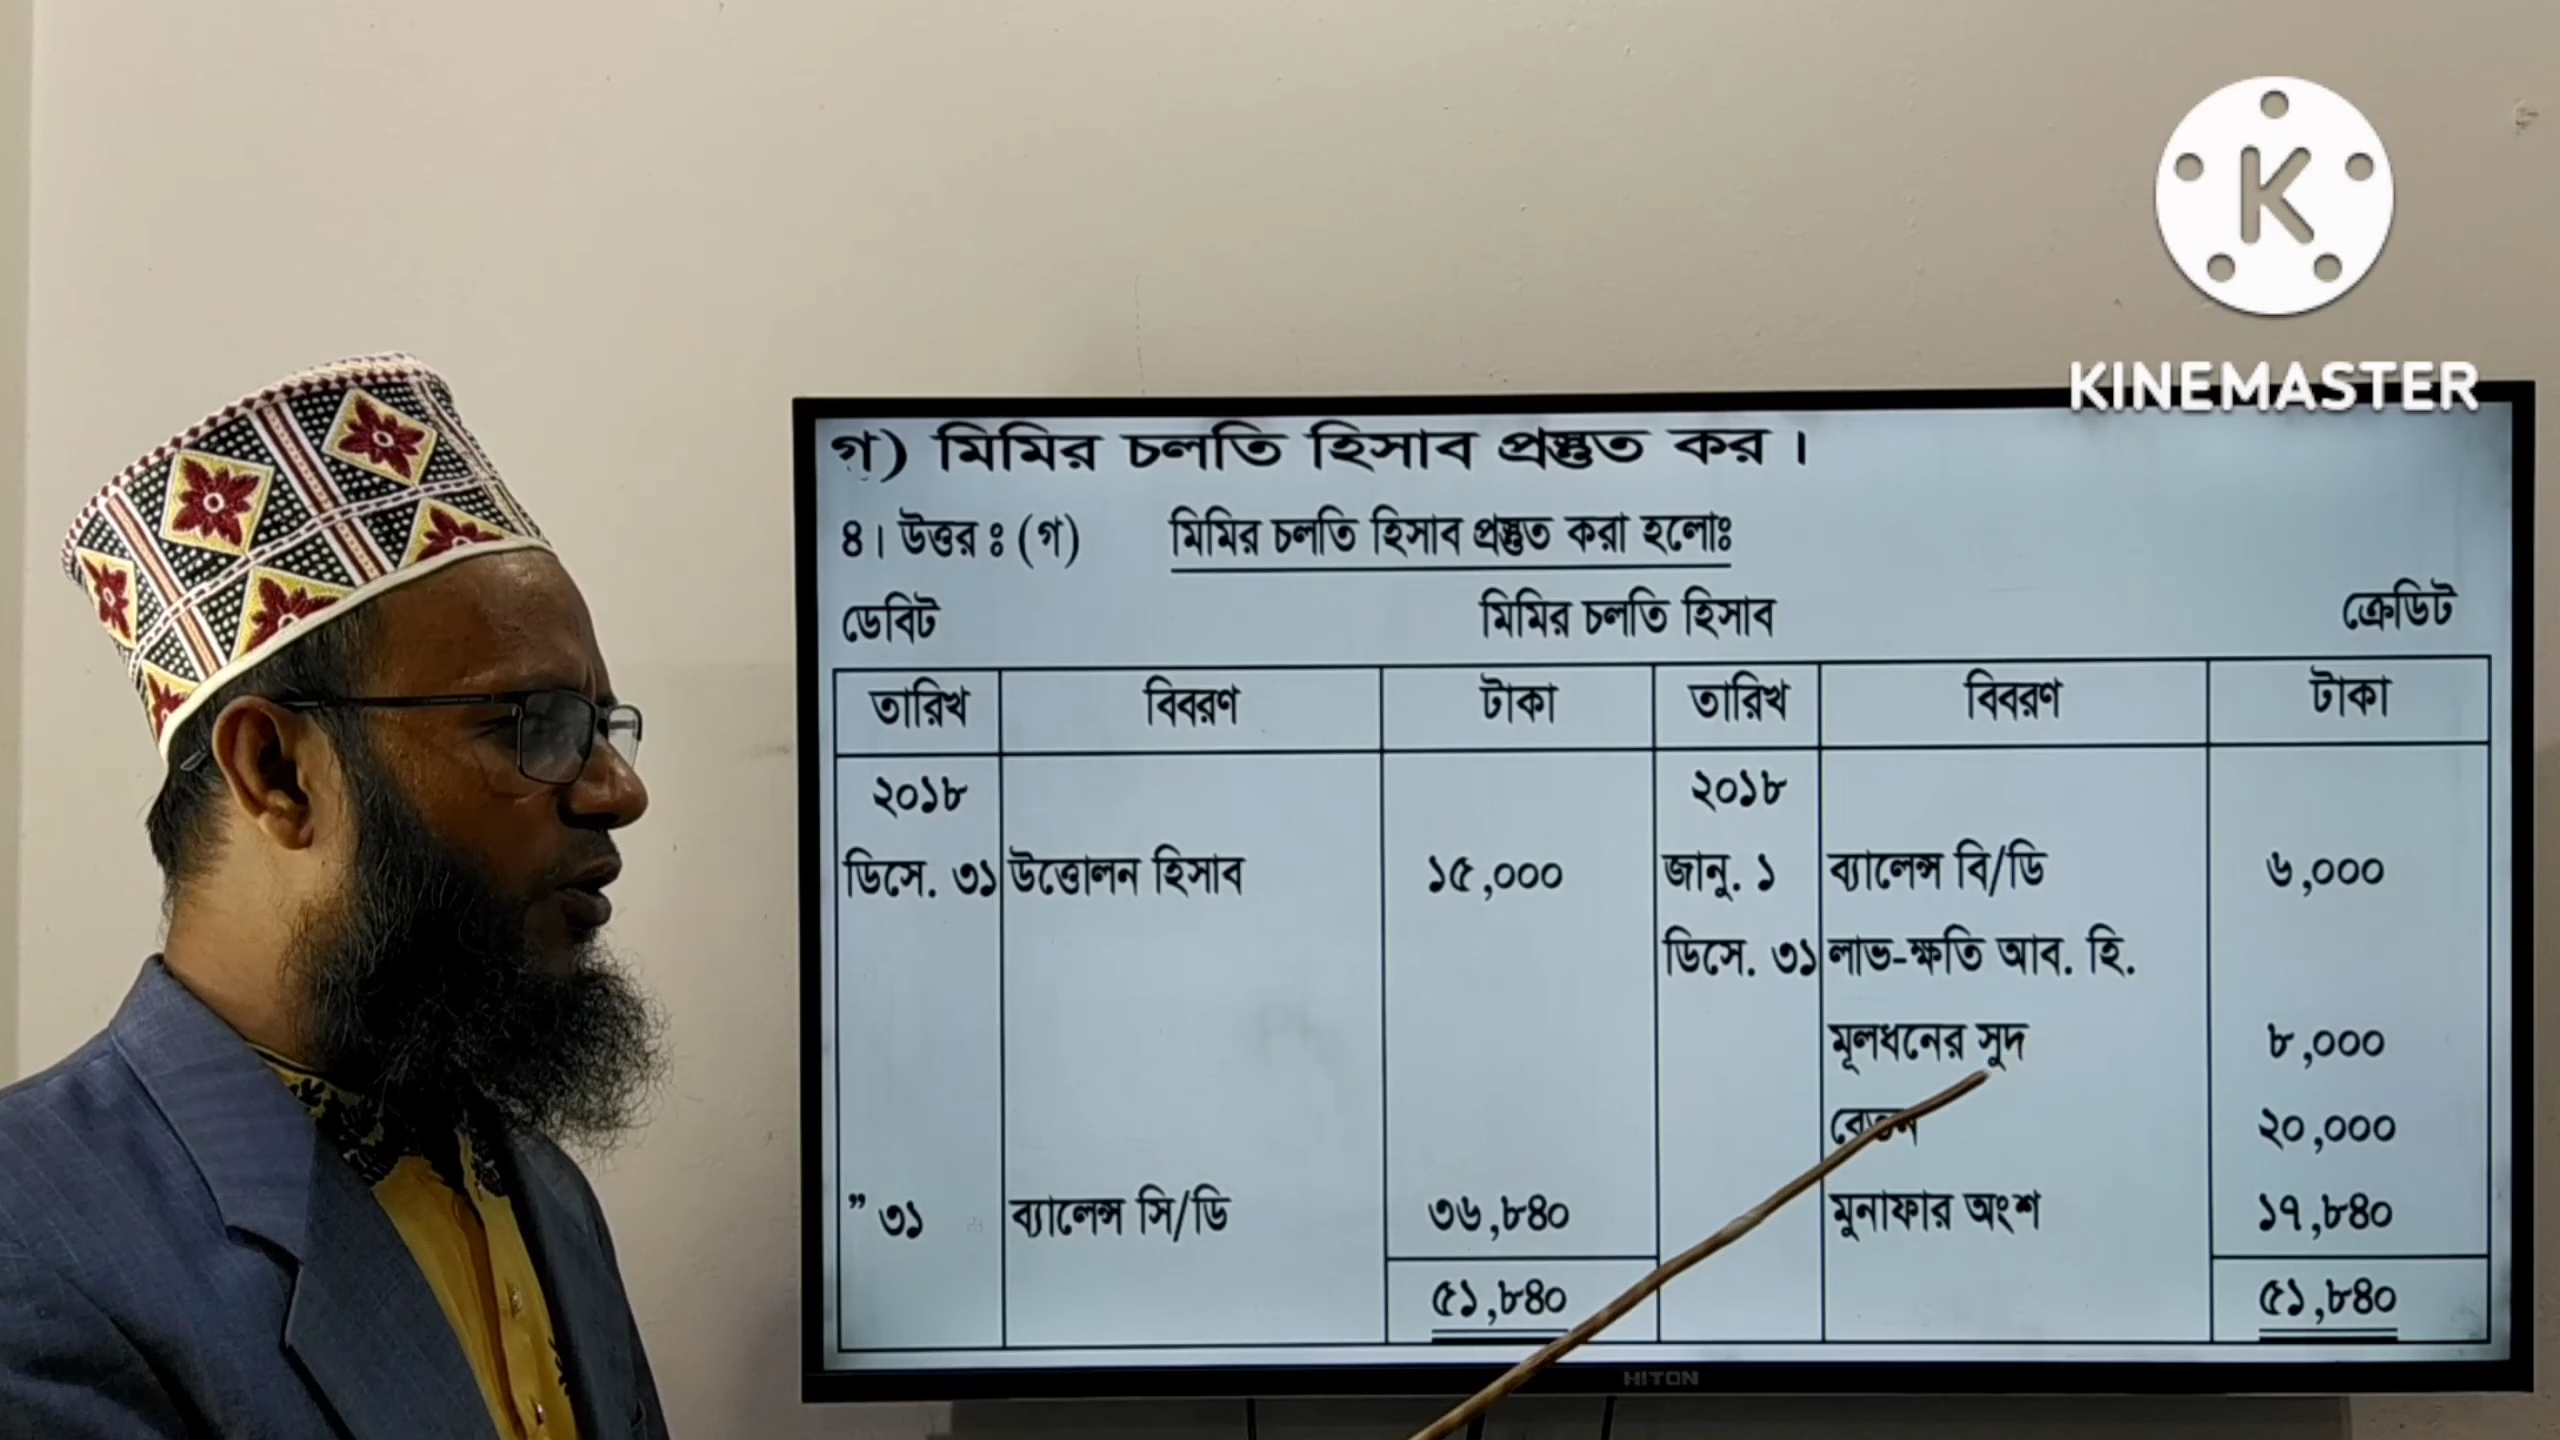 K
KINEMASTER
গ) মিমির চলতি হিসাব প্রস্তুত কর ।
৪। উত্তর ঃ (গ) মিমির চলতি হিসাব প্রস্তুত করা হলোঃ
ডেবিট মিমির চলতি হিসাব ক্রেডিট
তারিখ বিবরণ টাকা তারিখ বিবরণ টাকা
২০১৮ ২০১৮
ডিসে. ৩১ উত্তোলন হিসাব ১৫,০০০ জানু. ১ ব্যালেন্স বি/ডি ৬,০০০
ডিসে. ৩১ লাভ-ক্ষতি আব. হি.
মূলধনের সুদ ৮,০০০
বেতন ২০,০০০
” ৩১ ব্যালেন্স সি/ডি ৩৬,৮৪০ মুনাফার অংশ ১৭,৮৪০
৫১,৮৪০ ৫১,৮৪০
HITON